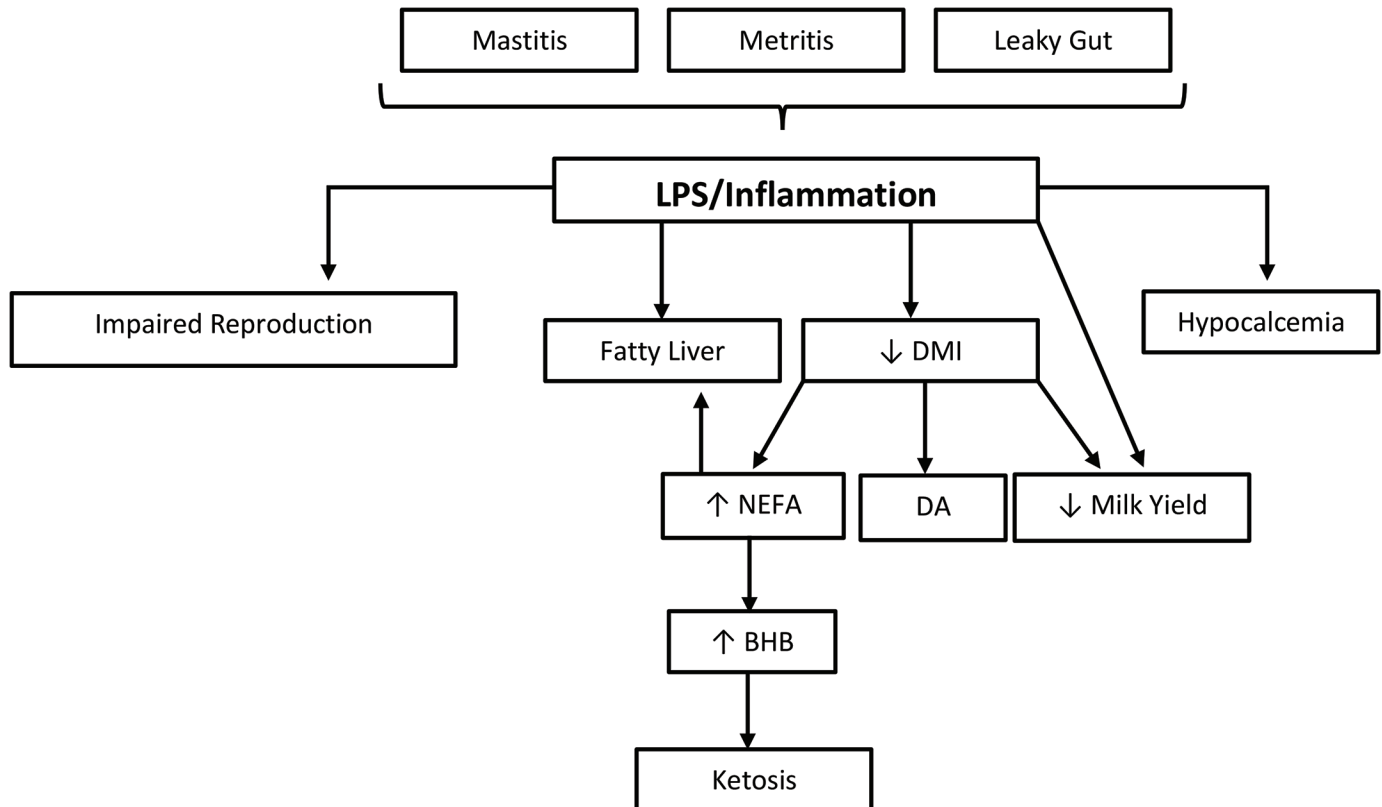 Mastitis
Metritis
Leaky Gut
LPS/Inflammation
Impaired Reproduction
Fatty Liver
↓ DMI
Hypocalcemia
↑ NEFA
DA
↓ Milk Yield
↑ BHB
Ketosis